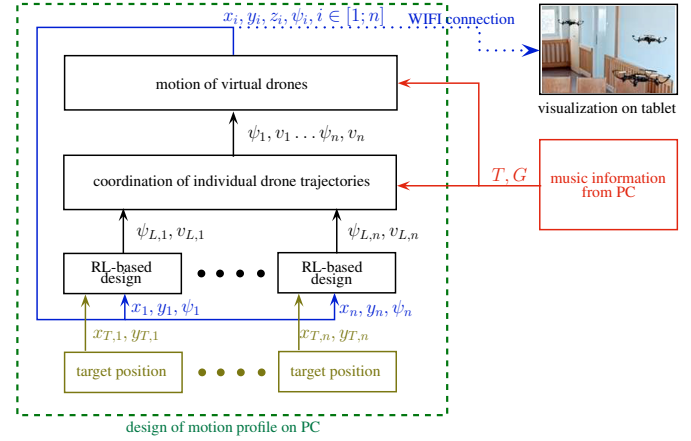 x_i, y_i, z_i, ψ_i, i ∈ [1; n]
WIFI connection
motion of virtual drones
visualization on tablet
ψ_1, v_1 … ψ_n, v_n
coordination of individual drone trajectories
T, G
music information
from PC
ψ_{L,1}, v_{L,1}
ψ_{L,n}, v_{L,n}
RL-based
design
RL-based
design
x_1, y_1, ψ_1
x_n, y_n, ψ_n
x_{T,1}, y_{T,1}
x_{T,n}, y_{T,n}
target position
target position
design of motion profile on PC